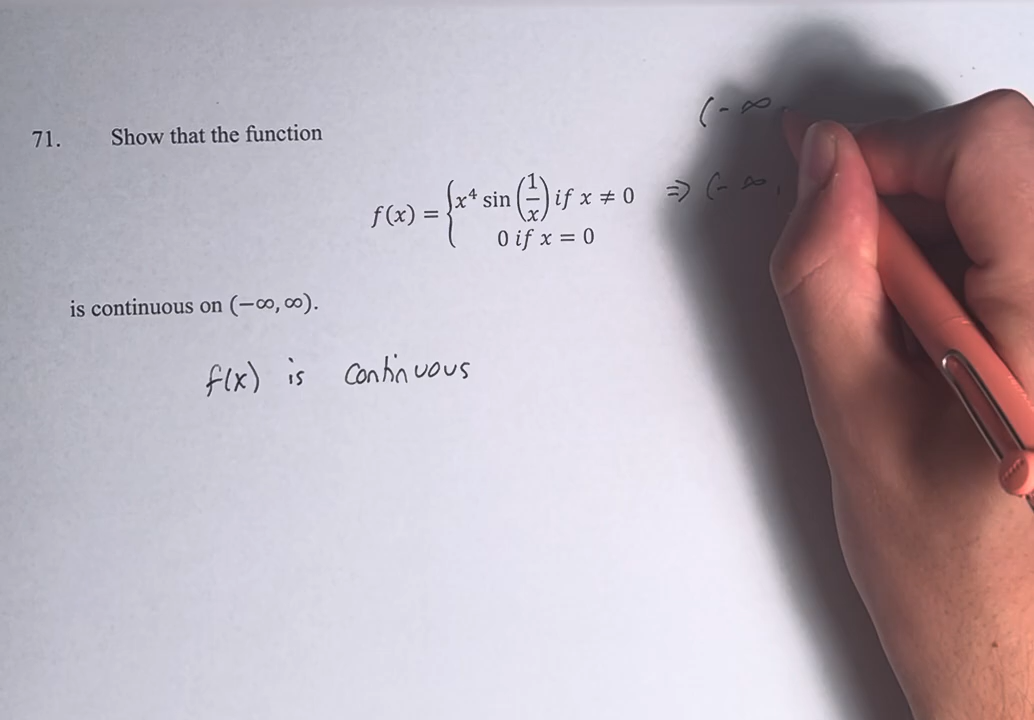 (-∞,
71. Show that the function
f(x) = { x⁴ sin(1/x) if x ≠ 0 ⇒ (-∞,
0 if x = 0
is continuous on (−∞, ∞).
f(x) is continuous